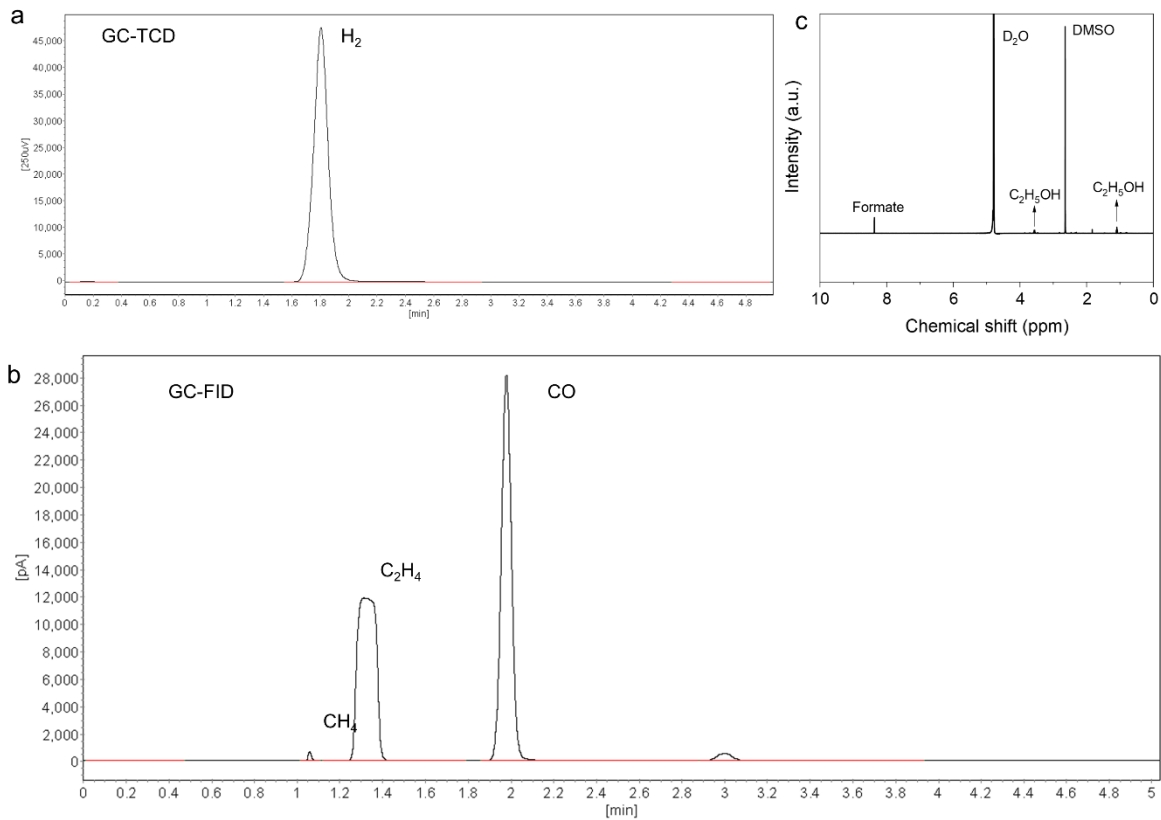 a
GC-TCD
H₂
[250uV]
45,000
40,000
35,000
30,000
25,000
20,000
15,000
10,000
5,000
0
0 0.2 0.4 0.6 0.8 1 1.2 1.4 1.6 1.8 2 2.2 2.4 2.6 2.8 3 3.2 3.4 3.6 3.8 4 4.2 4.4 4.6 4.8
[min]
c
D₂O
DMSO
Intensity (a.u.)
C₂H₅OH
C₂H₅OH
Formate
10 8 6 4 2 0
Chemical shift (ppm)
b
GC-FID
CO
C₂H₄
CH₄
[pA]
28,000
26,000
24,000
22,000
20,000
18,000
16,000
14,000
12,000
10,000
8,000
6,000
4,000
2,000
0
0 0.2 0.4 0.6 0.8 1 1.2 1.4 1.6 1.8 2 2.2 2.4 2.6 2.8 3 3.2 3.4 3.6 3.8 4 4.2 4.4 4.6 4.8 5
[min]